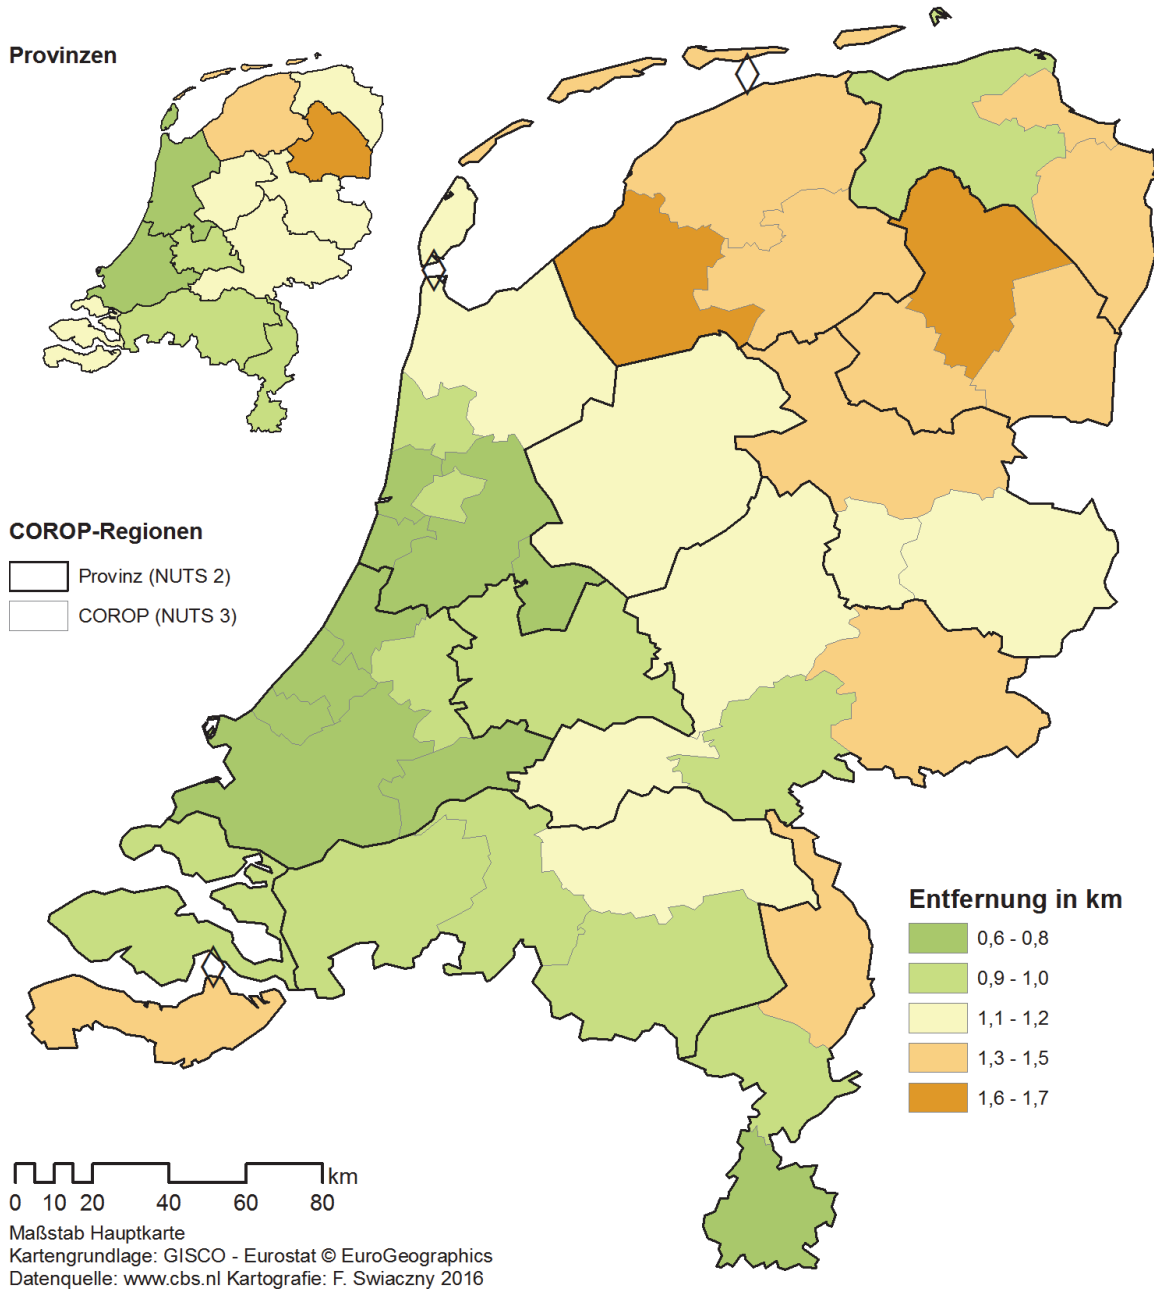 Provinzen
COROP-Regionen
Provinz (NUTS 2)
COROP (NUTS 3)
Entfernung in km
0,6 - 0,8
0,9 - 1,0
1,1 - 1,2
1,3 - 1,5
1,6 - 1,7
km
0 10 20 40 60 80
Maßstab Hauptkarte
Kartengrundlage: GISCO - Eurostat © EuroGeographics
Datenquelle: www.cbs.nl Kartografie: F. Swiaczny 2016